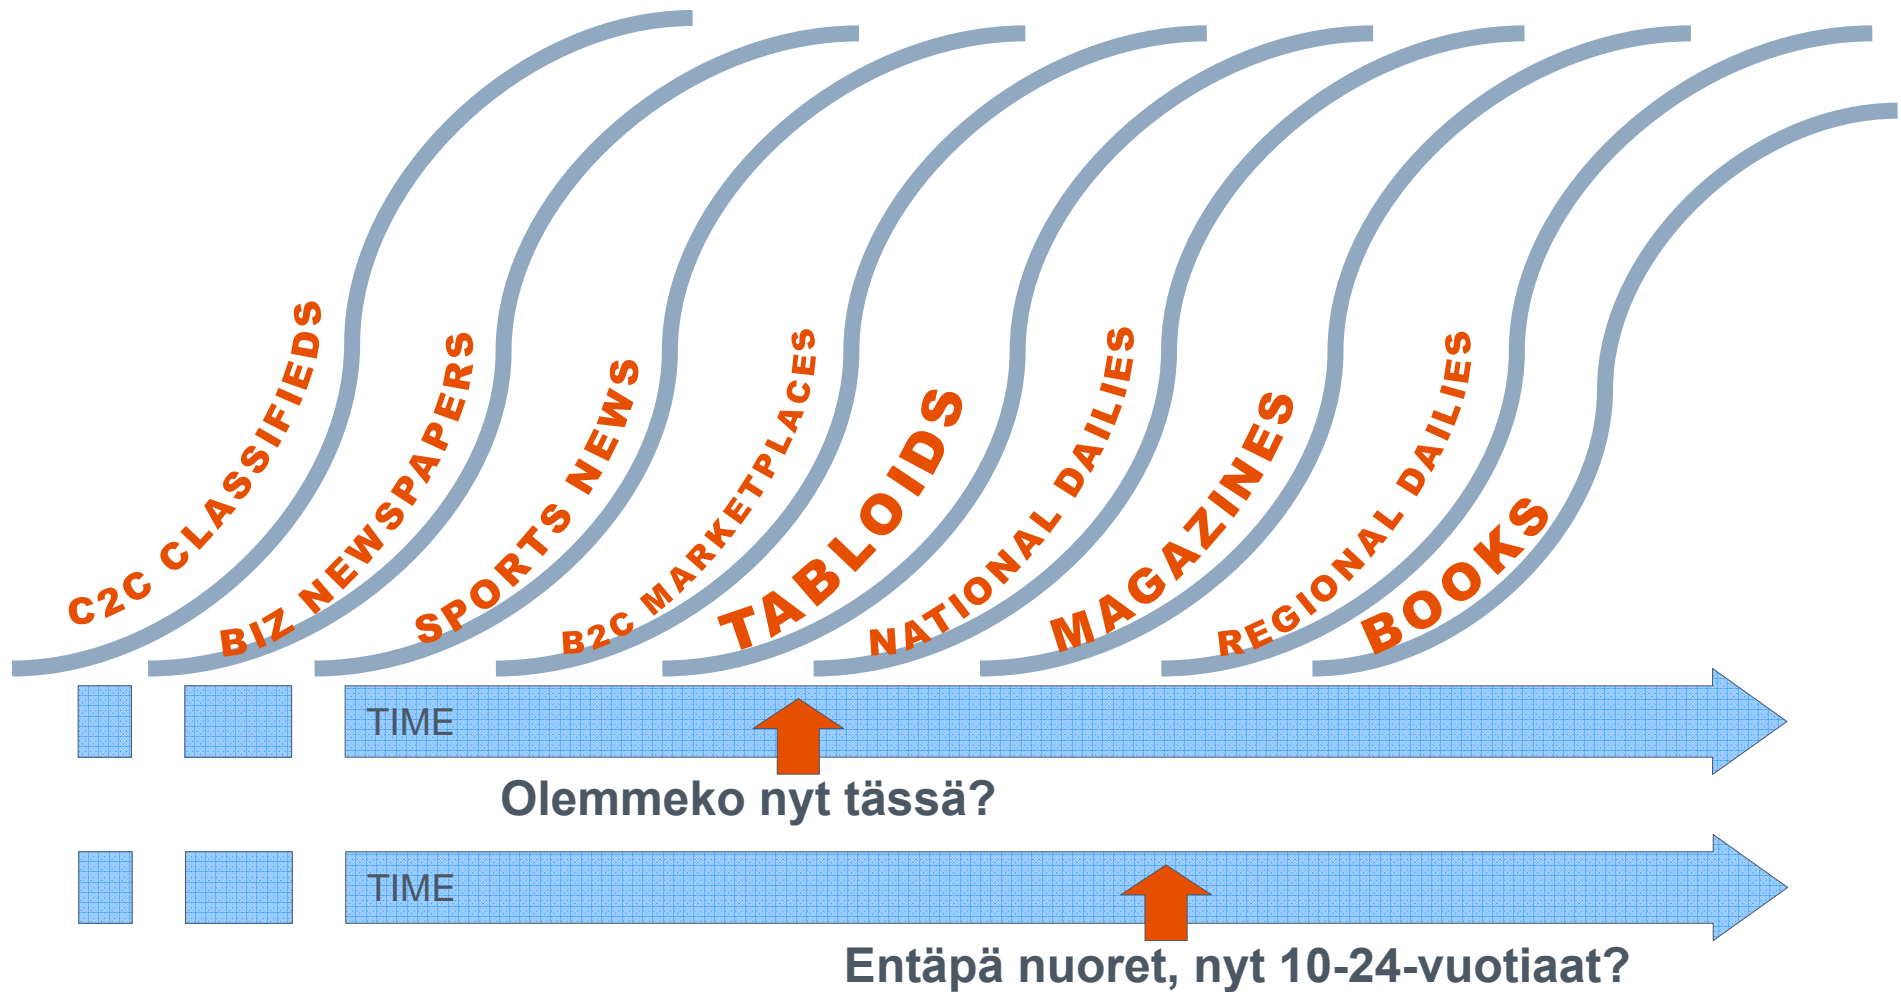 C2C CLASSIFIEDS
BIZ NEWSPAPERS
SPORTS NEWS
B2C MARKETPLACES
TABLOIDS
NATIONAL DAILIES
MAGAZINES
REGIONAL DAILIES
BOOKS
TIME
Olemmeko nyt tässä?
TIME
Entäpä nuoret, nyt 10-24-vuotiaat?